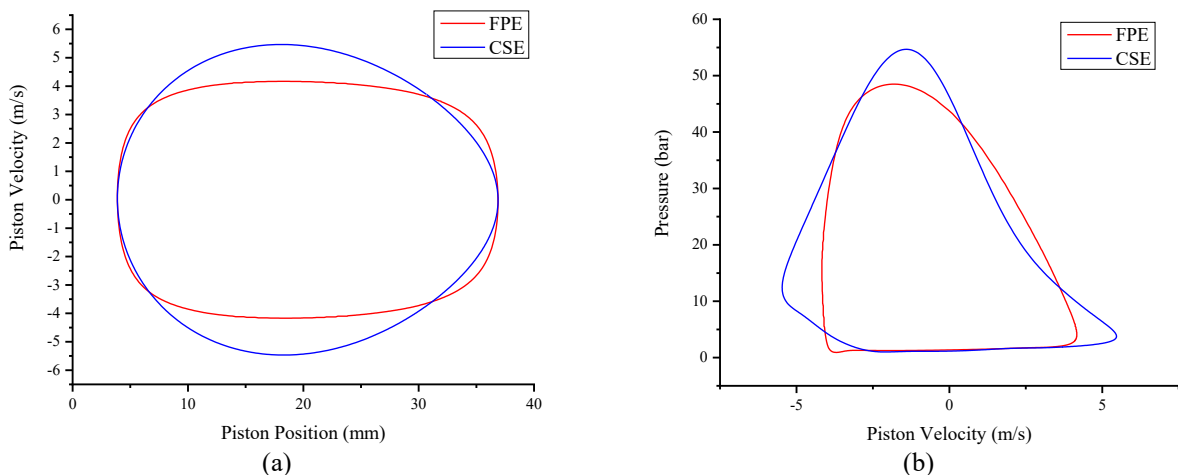 6
5
4
3
2
1
0
-1
-2
-3
-4
-5
-6
Piston Velocity (m/s)
FPE
CSE
0
10
20
30
40
Piston Position (mm)
(a)
60
50
40
30
20
10
0
Pressure (bar)
FPE
CSE
-5
0
5
Piston Velocity (m/s)
(b)